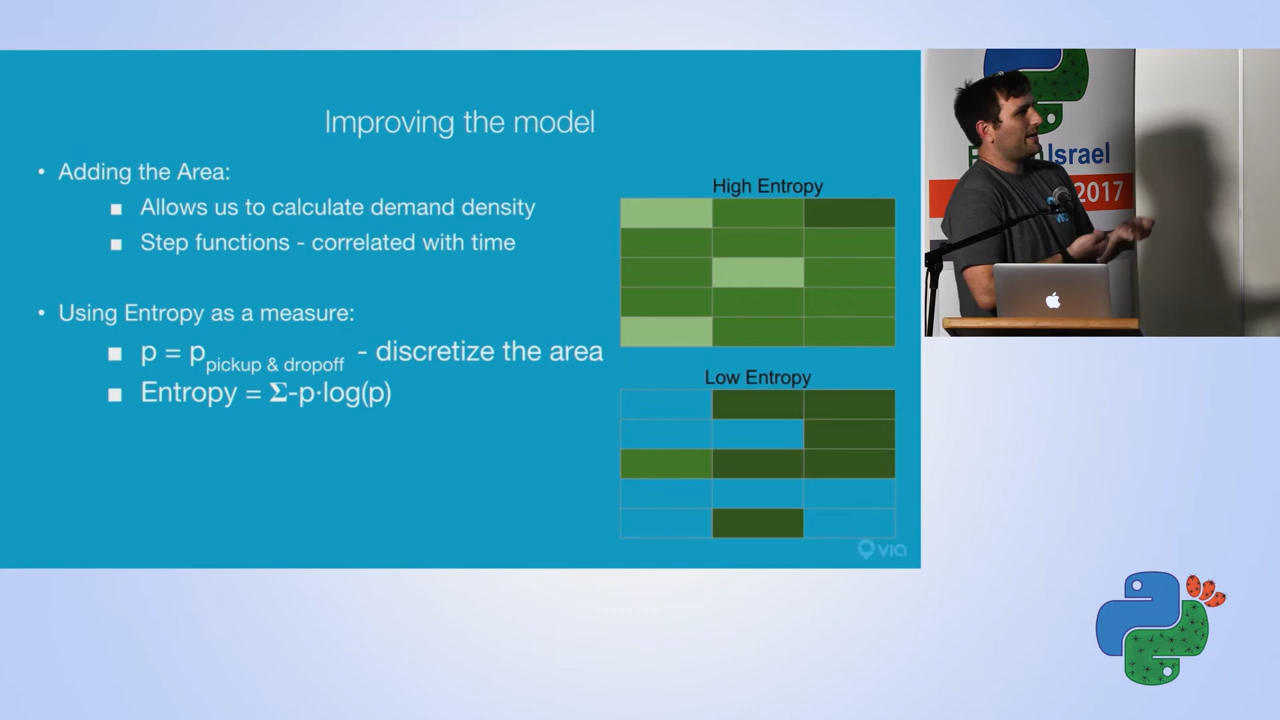 Improving the model
• Adding the Area:
■ Allows us to calculate demand density
■ Step functions - correlated with time
• Using Entropy as a measure:
■ p = p pickup & dropoff - discretize the area
■ Entropy = Σ-p·log(p)
High Entropy
Low Entropy
via
Israel
2017